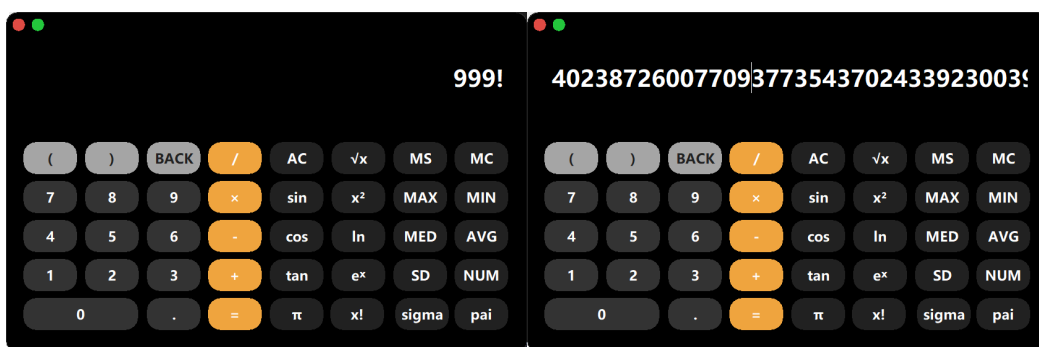 999!
( ) BACK / AC √x MS MC
7 8 9 × sin x² MAX MIN
4 5 6 - cos ln MED AVG
1 2 3 + tan eˣ SD NUM
0 . = π x! sigma pai
402387260077093773543702433923003
( ) BACK / AC √x MS MC
7 8 9 × sin x² MAX MIN
4 5 6 - cos ln MED AVG
1 2 3 + tan eˣ SD NUM
0 . = π x! sigma pai